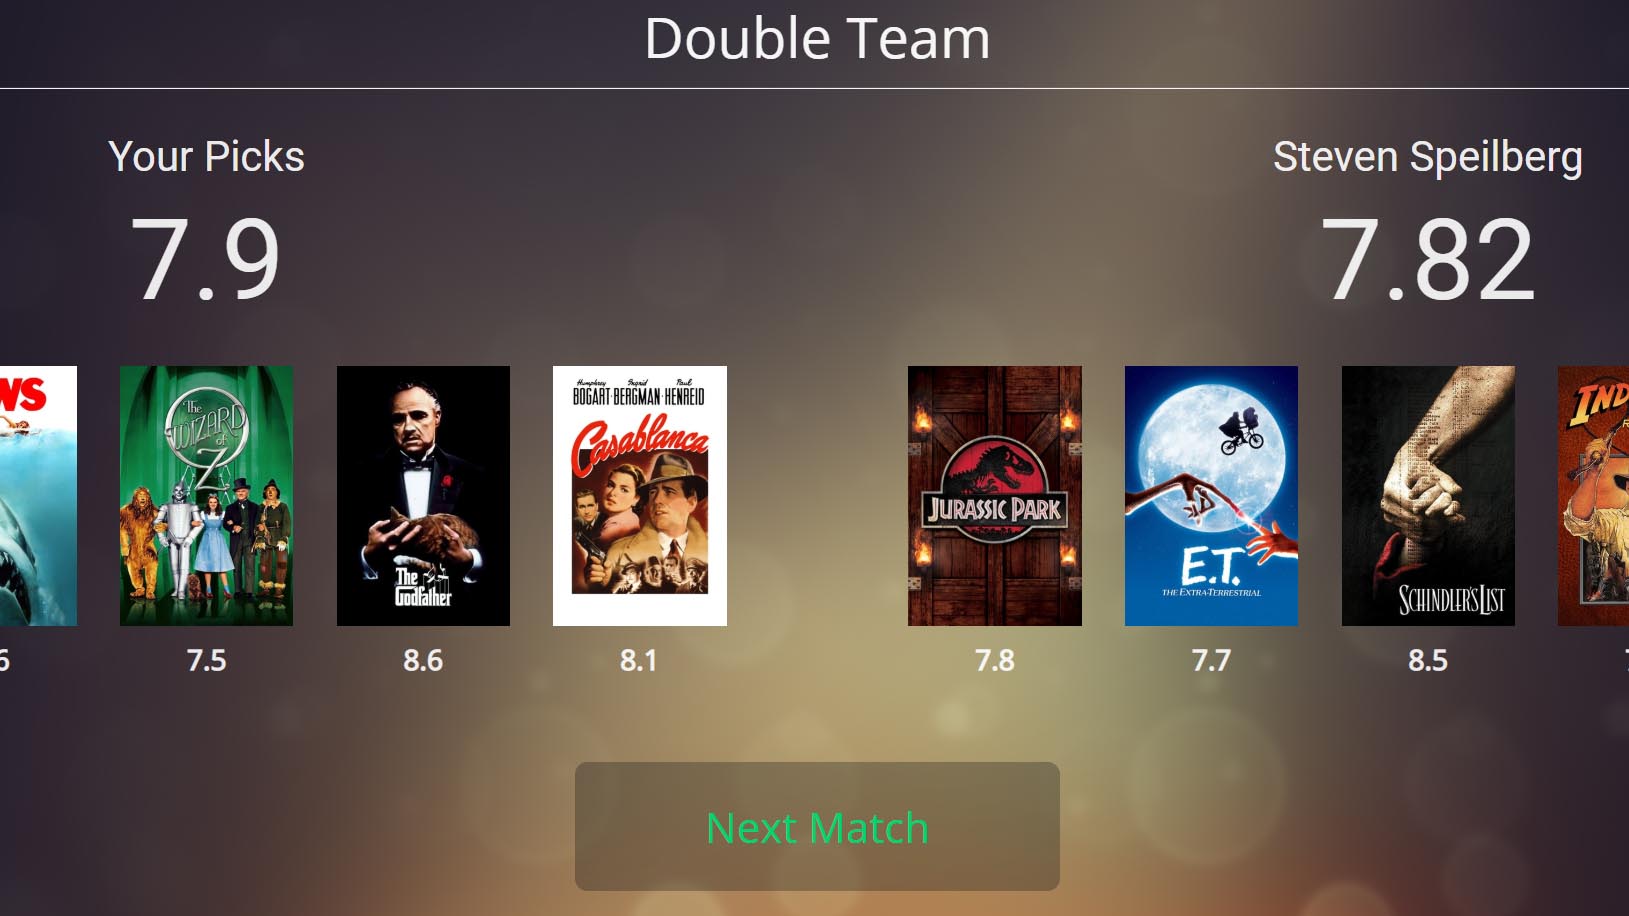 Double Team
Your Picks
Steven Speilberg
7.9
7.82
WS
The
WIZARD
of
Z
The
Godfather
Humphrey Ingrid Paul
BOGART·BERGMAN·HENREID
Casablanca
JURASSIC PARK
E.T.
THE EXTRA-TERRESTRIAL
SCHINDLER'S LIST
IND
6
7.5
8.6
8.1
7.8
7.7
8.5
Next Match